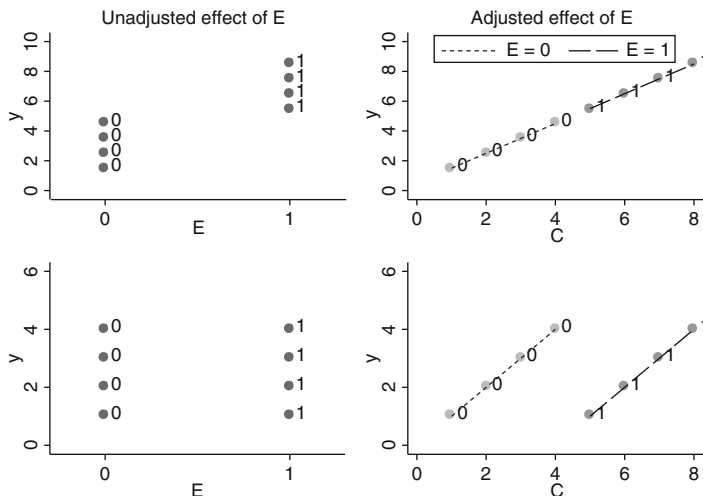 Unadjusted effect of E
y
0 2 4 6 8 10
0 0 0 0
1 1 1 1
0 1
E
Adjusted effect of E
E = 0 E = 1
y
0 2 4 6 8 10
0 0 0 0
1 1 1 1
0 2 4 6 8
C
y
0 2 4 6
0 0 0 0
1 1 1 1
0 1
E
y
0 2 4 6
0 0 0 0
1 1 1 1
0 2 4 6 8
C